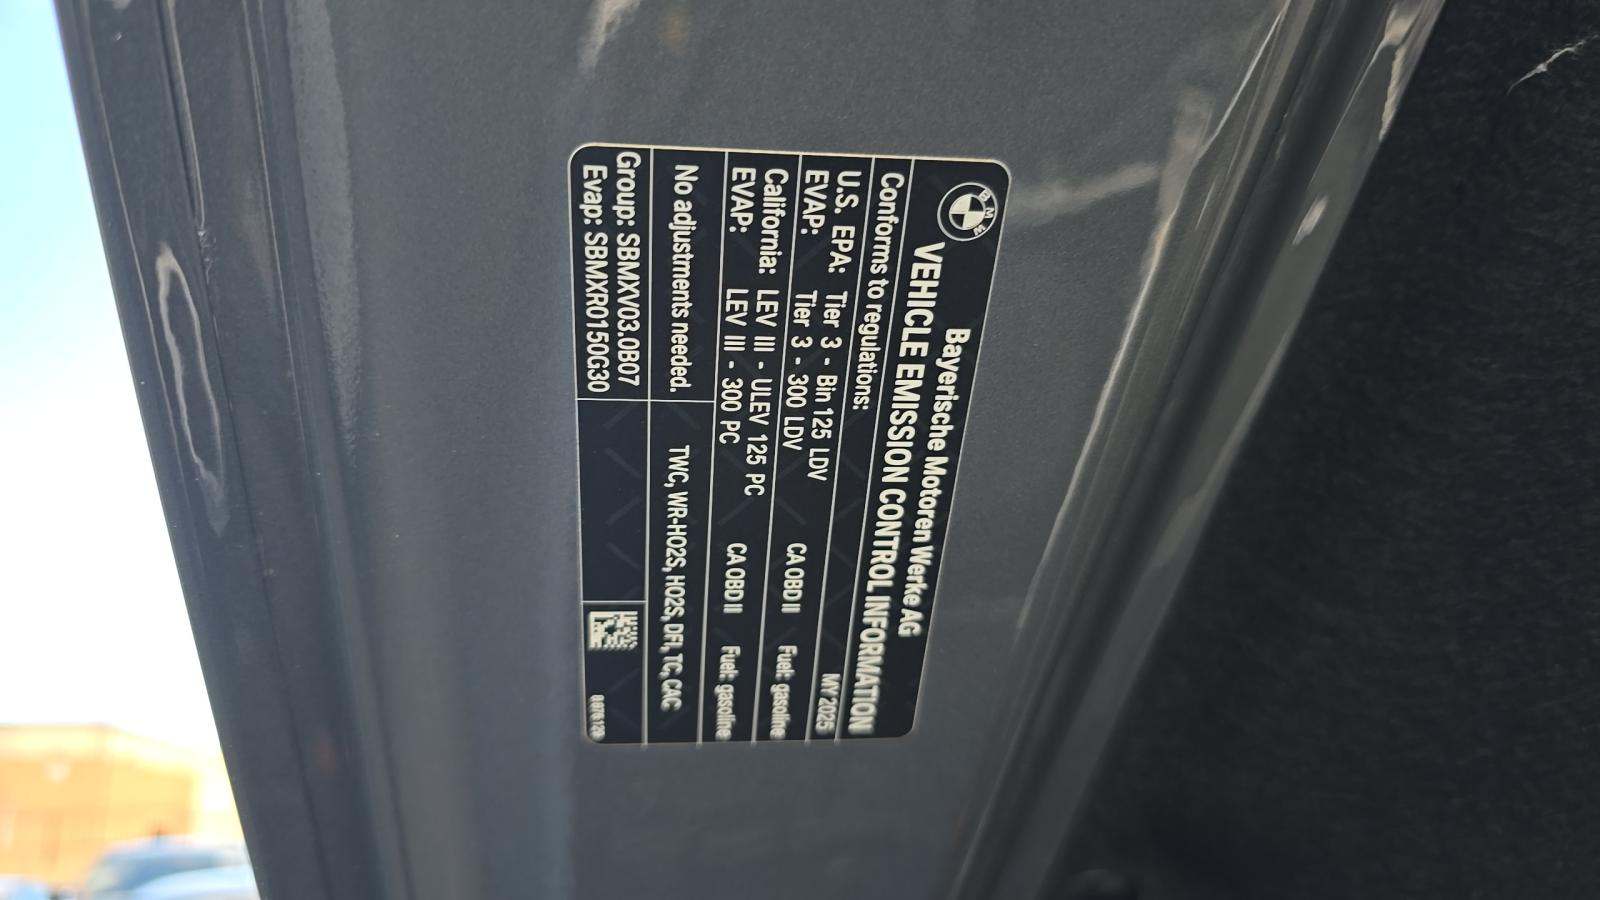 BMW
Bayerische Motoren Werke AG
VEHICLE EMISSION CONTROL INFORMATION
Conforms to regulations: MY 2025
U.S. EPA: Tier 3 - Bin 125 LDV
EVAP: Tier 3 - 300 LDV CA OBD II Fuel: gasoline
California: LEV III - ULEV 125 PC
EVAP: LEV III - 300 PC CA OBD II Fuel: gasoline
No adjustments needed. TWC, WR-HO2S, HO2S, DFI, TC, CAC
Group: SBMXV03.0B07
Evap: SBMXR0150G30